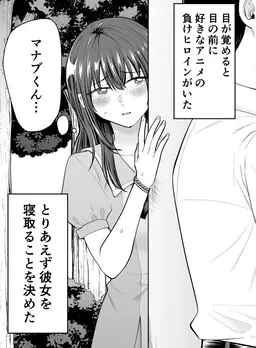 目が覚めると
目の前に
好きなアニメの
負けヒロインがいた
マナブくん…
とりあえず彼女を
寝取ることを決めた